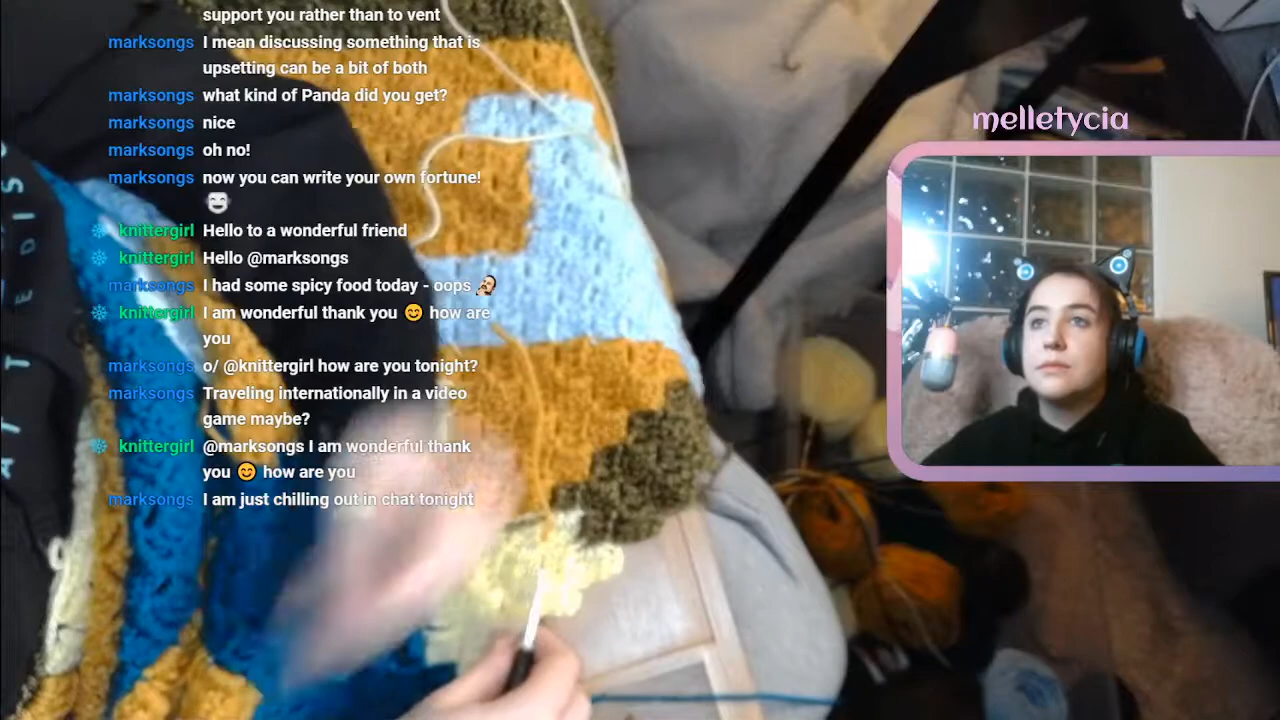 support you rather than to vent
marksongs I mean discussing something that is
upsetting can be a bit of both
marksongs what kind of Panda did you get?
marksongs nice
marksongs oh no!
marksongs now you can write your own fortune!
knittergirl Hello to a wonderful friend
knittergirl Hello @marksongs
marksongs I had some spicy food today - oops
knittergirl I am wonderful thank you 😊 how are
you
marksongs o/ @knittergirl how are you tonight?
marksongs Traveling internationally in a video
game maybe?
knittergirl @marksongs I am wonderful thank
you 😊 how are you
marksongs I am just chilling out in chat tonight
melletycia